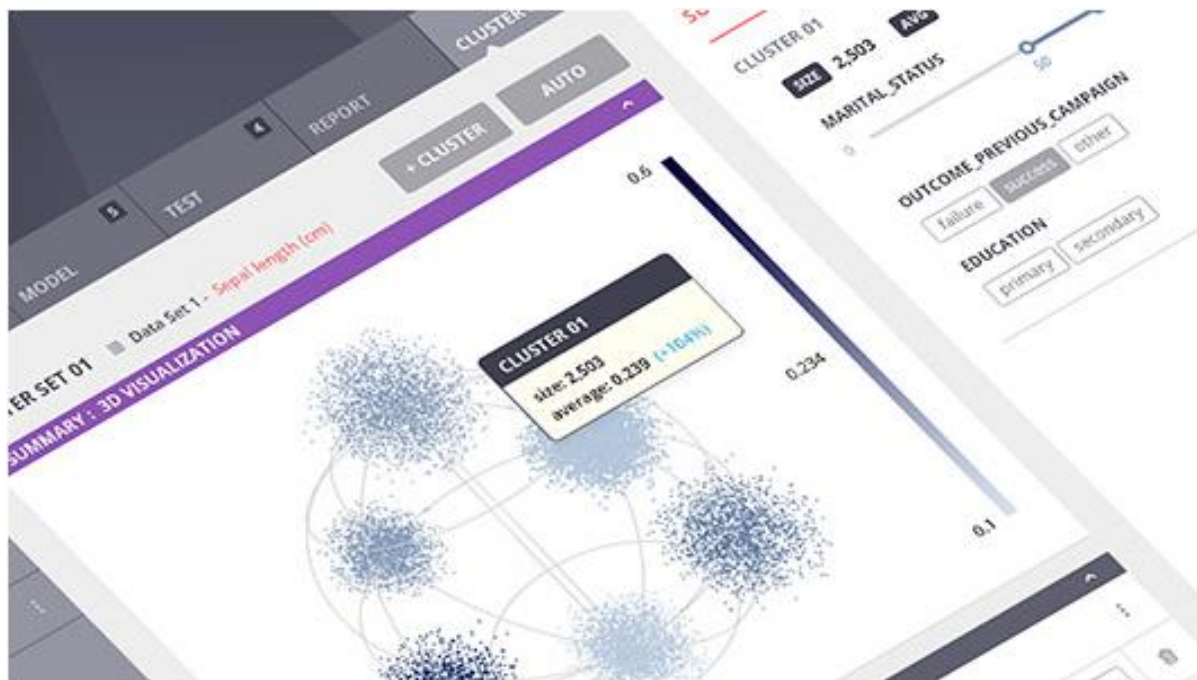 CLUSTER
REPORT
4
TEST
5
MODEL
AUTO
+ CLUSTER
TER SET 01
Data Set 1 - Sepal length (cm)
SUMMARY : 3D VISUALIZATION
0.6
0.234
0.1
CLUSTER 01
size: 2,503
average: 0.239 (+104%)
CLUSTER 01
SIZE 2,503 AVG
MARITAL_STATUS
0
50
OUTCOME_PREVIOUS_CAMPAIGN
failure success other
EDUCATION
primary secondary